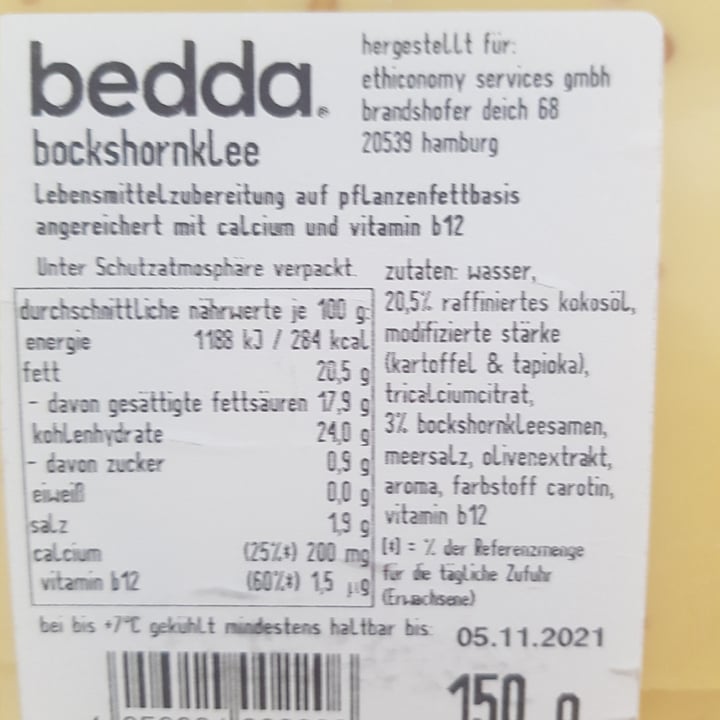 bedda®
bockshornklee
hergestellt für:
ethiconomy services gmbh
brandshofer deich 68
20539 hamburg
Lebensmittelzubereitung auf pflanzenfettbasis
angereichert mit calcium und vitamin b12
Unter Schutzatmosphäre verpackt.
durchschnittliche nährwerte je 100 g:
energie 1188 kJ / 284 kcal
fett 20,5 g
- davon gesättigte fettsäuren 17,9 g
kohlenhydrate 24,0 g
- davon zucker 0,9 g
eiweiß 0,0 g
salz 1,9 g
calcium (25%*) 200 mg
vitamin b12 (60%*) 1,5 µg
zutaten: wasser,
20,5% raffiniertes kokosöl,
modifizierte stärke
(kartoffel & tapioka),
tricalciumcitrat,
3% bockshornkleesamen,
meersalz, olivenextrakt,
aroma, farbstoff carotin,
vitamin b12
[*] = % der Referenzmenge
für die tägliche Zufuhr
(Erwachsene)
bei bis +7°C gekühlt mindestens haltbar bis: 05.11.2021
150 g